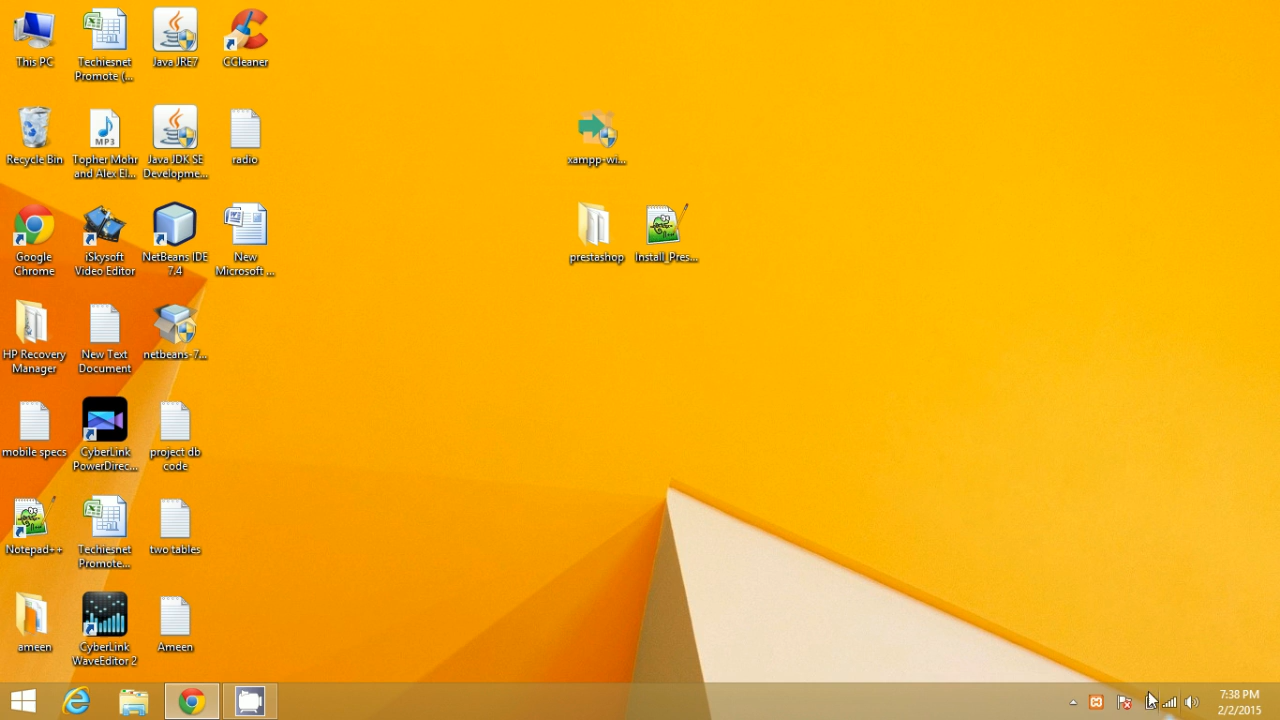 This PC
Techiesnet
Promote (...
Java JRE7
CCleaner
Recycle Bin
MP3
Topher Mohr
and Alex El...
Java JDK SE
Developme...
radio
xampp-wi...
Google
Chrome
iSkysoft
Video Editor
NetBeans IDE
7.4
New
Microsoft ...
prestashop
Install_Pres...
HP Recovery
Manager
New Text
Document
netbeans-7...
mobile specs
CyberLink
PowerDirec...
project db
code
Notepad++
Techiesnet
Promote...
two tables
ameen
CyberLink
WaveEditor 2
Ameen
7:38 PM
2/2/2015